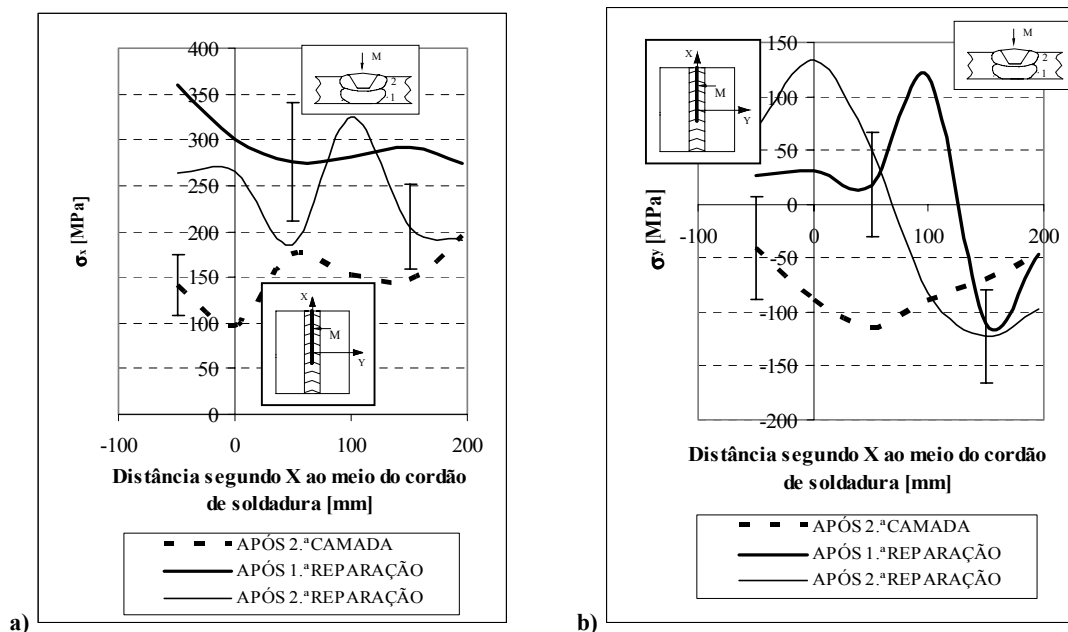 400
350
300
250
200
150
100
50
0
-100
0
100
200
σx [MPa]
M
2
1
X
M
Y
Distância segundo X ao meio do cordão
de soldadura [mm]
APÓS 2.ªCAMADA
APÓS 1.ªREPARAÇÃO
APÓS 2.ªREPARAÇÃO
a)
150
100
50
0
-50
-100
-150
-200
-100
0
100
200
σy [MPa]
X
M
Y
M
2
1
Distância segundo X ao meio do cordão
de soldadura [mm]
APÓS 2.ªCAMADA
APÓS 1.ªREPARAÇÃO
APÓS 2.ªREPARAÇÃO
b)